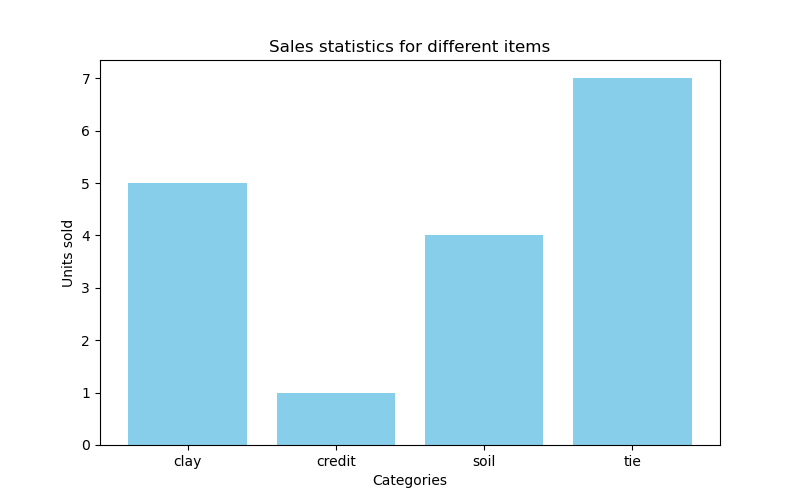 Sales statistics for different items
7
6
5
4
3
2
1
0
Units sold
clay credit soil tie
Categories